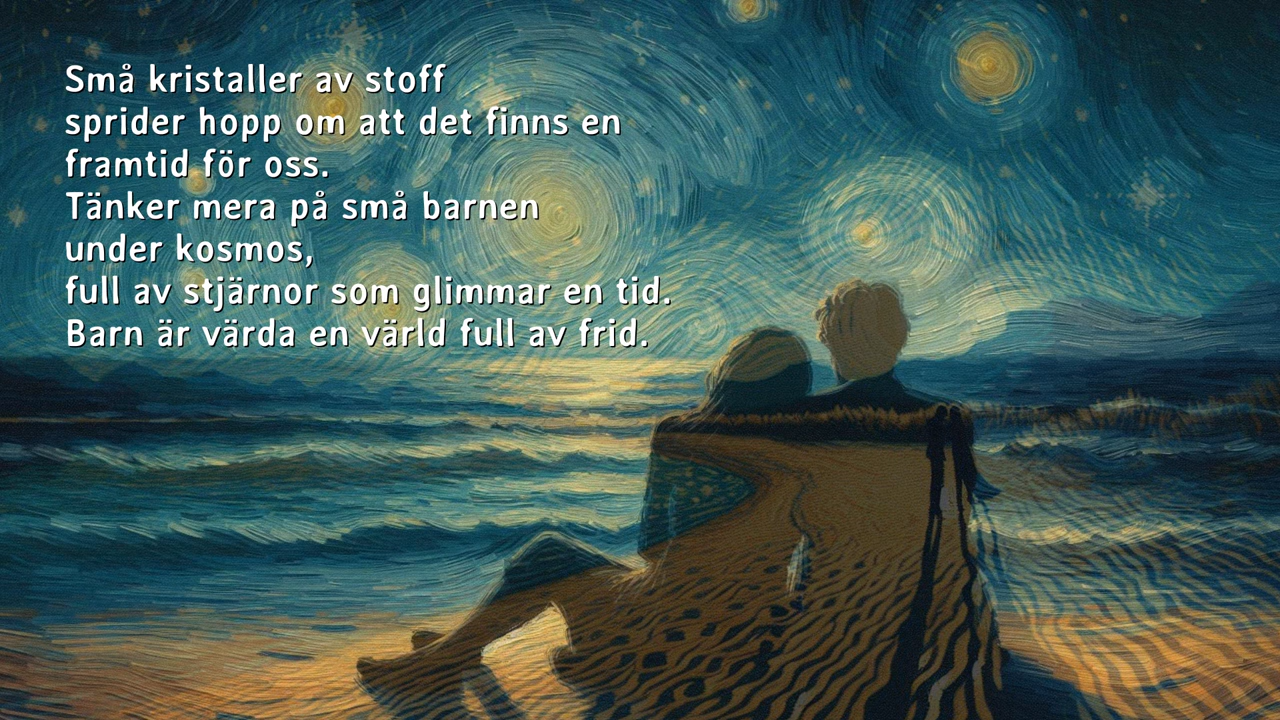 Små kristaller av stoff
sprider hopp om att det finns en
framtid för oss.
Tänker mera på små barnen
under kosmos,
full av stjärnor som glimmar en tid.
Barn är värda en värld full av frid.